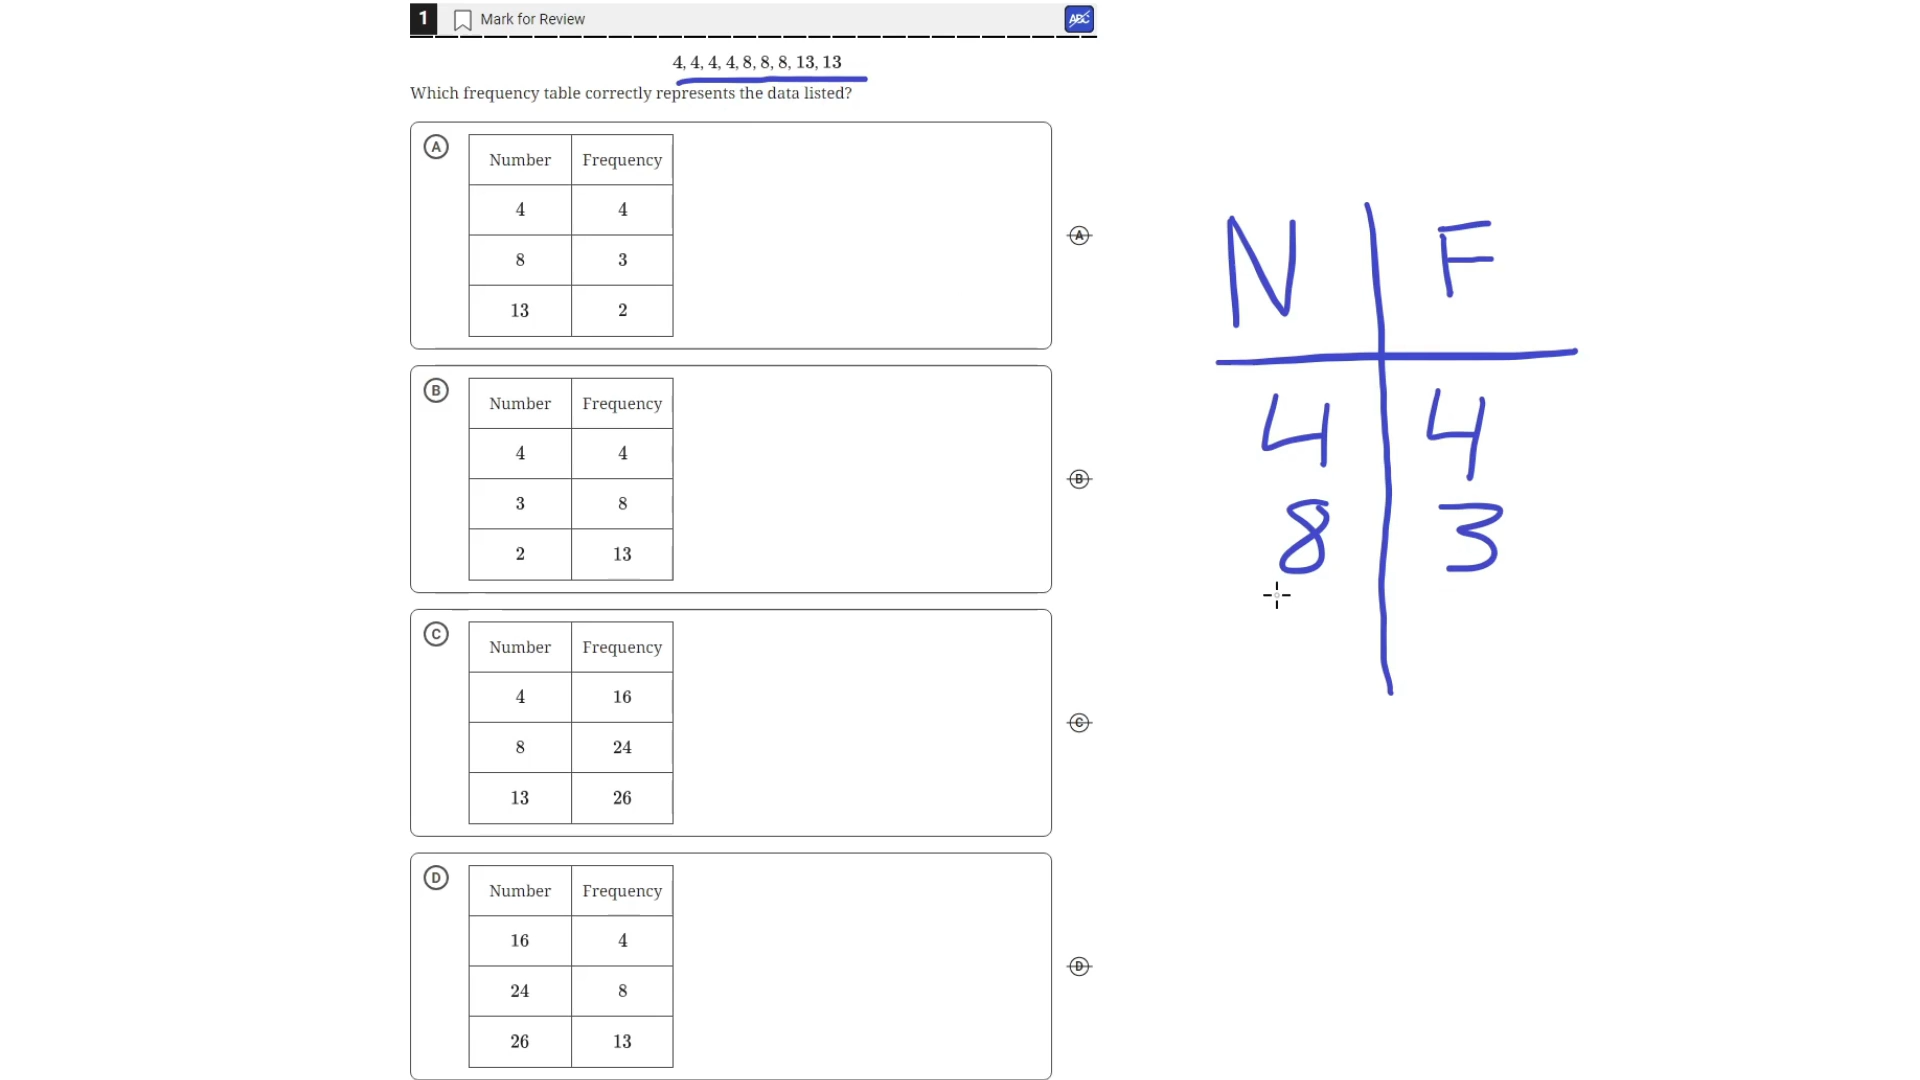 1 Mark for Review ABC
4, 4, 4, 4, 8, 8, 8, 13, 13
Which frequency table correctly represents the data listed?
A
Number Frequency
4 4
8 3
13 2
A
B
Number Frequency
4 4
3 8
2 13
B
C
Number Frequency
4 16
8 24
13 26
C
D
Number Frequency
16 4
24 8
26 13
D
N F
4 4
8 3